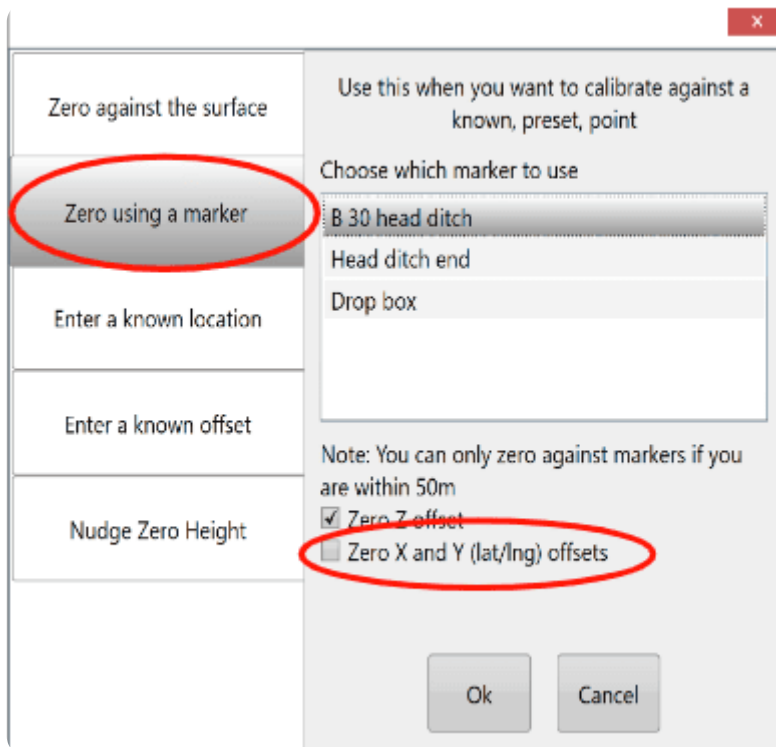 Zero against the surface
Zero using a marker
Enter a known location
Enter a known offset
Nudge Zero Height
Use this when you want to calibrate against a
known, preset, point
Choose which marker to use
B 30 head ditch
Head ditch end
Drop box
Note: You can only zero against markers if you
are within 50m
Zero Z offset
Zero X and Y (lat/lng) offsets
Ok
Cancel